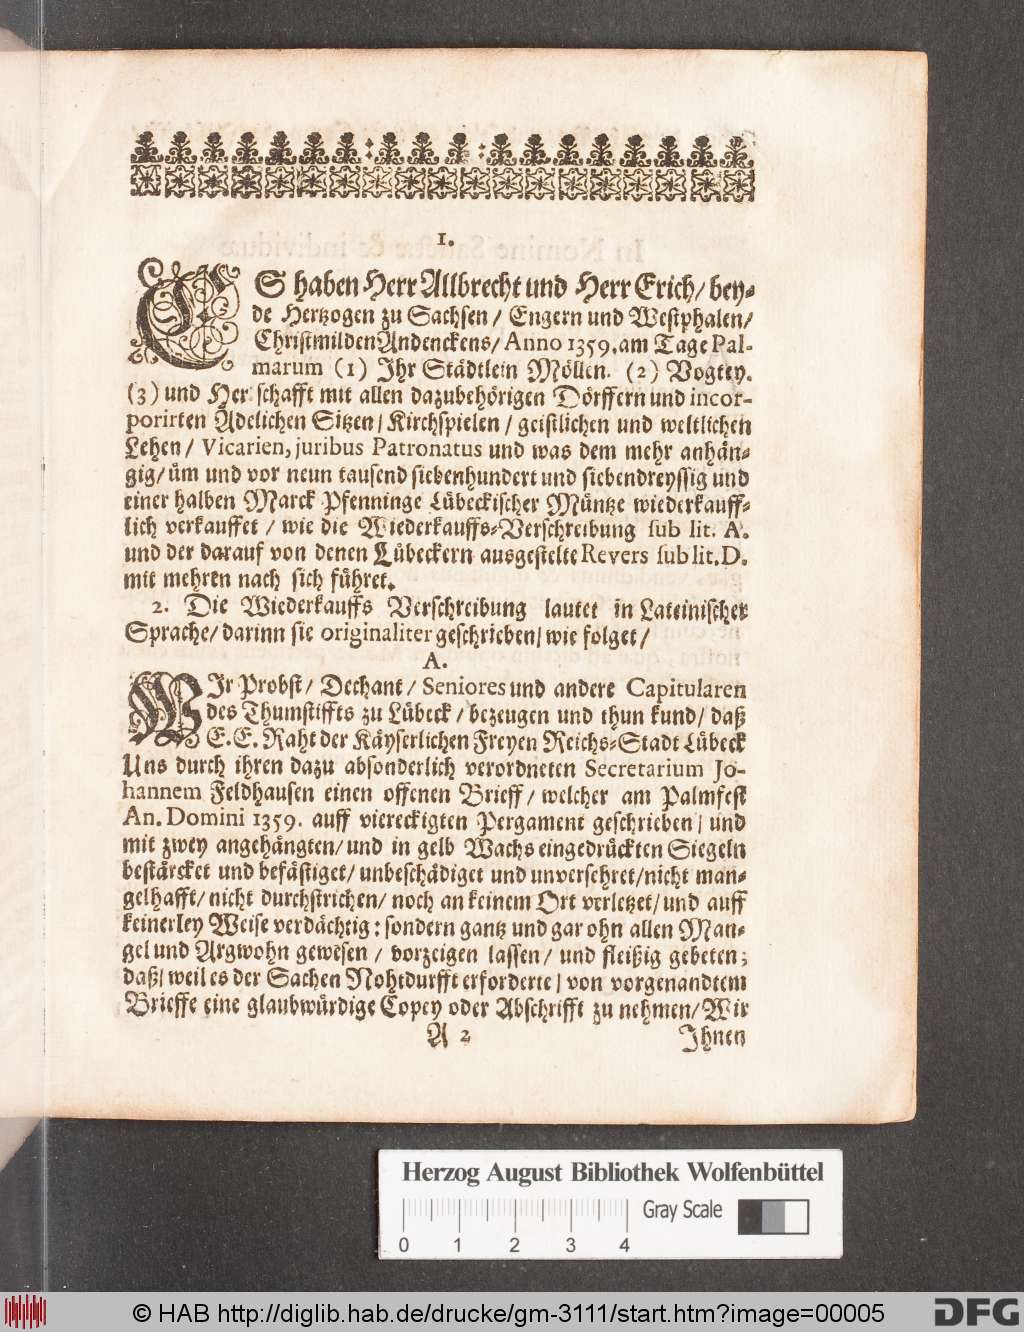 1.
ES haben Herr Allbrecht und Herr Erich/ bey-
de Hertzogen zu Sachsen / Engern und Westphalen/
Christmilden Andenckens/ Anno 1359. am Tage Pal-
marum (1) Ihr Städtlein Möllen. (2) Vogtey.
(3) und Herrschafft mit allen dazubehörigen Dörffern und incor-
porirten Adelichen Sitzen/ Kirchspielen / geistlichen und weltlichen
Lehen/ Vicarien, juribus Patronatus und was dem mehr anhän-
gig/ üm und vor neun tausend siebenhundert und siebendreyssig und
einer halben Marck Pfenninge Lübeckischer Müntze wiederkauff-
lich verkauffet / wie die Wiederkauffs-Verschreibung sub lit. A.
und der darauf von denen Lübeckern ausgestelte Revers sub lit. D.
mit mehren nach sich führet.
2. Die Wiederkauffs Verschreibung lautet in Lateinischer
Sprache/ darinn sie originaliter geschrieben/ wie folget/
A.
WIr Probst/ Dechant/ Seniores und andere Capitularen
des Thumstiffts zu Lübeck / bezeugen und thun kund/ daß
E. E. Raht der Käyserlichen Freyen Reichs-Stadt Lübeck
Uns durch ihren dazu absonderlich verordneten Secretarium Jo-
hannem Feldhausen einen offenen Brieff/ welcher am Palmfest
An. Domini 1359. auff viereckigten Pergament geschrieben/ und
mit zwey angehängten/ und in gelb Wachs eingedrückten Siegeln
bestårcket und befästiget/ unbeschädiget und unversehret/ nicht man-
gelhafft/ nicht durchstrichen/ noch an keinem Ort verletzet/ und auff
keinerley Weise verdächtig: sondern gantz und gar ohn allen Man-
gel und Argwohn gewesen / vorzeigen lassen/ und fleißig gebeten;
daß/ weil es der Sachen Nohtdurfft erforderte/ von vorgenandtem
Brieffe eine glaubwürdige Copey oder Abschrifft zu nehmen/ Wir
A 2 Ihnen
Herzog August Bibliothek Wolfenbüttel
0 1 2 3 4 Gray Scale
© HAB http://diglib.hab.de/drucke/gm-3111/start.htm?image=00005 DFG